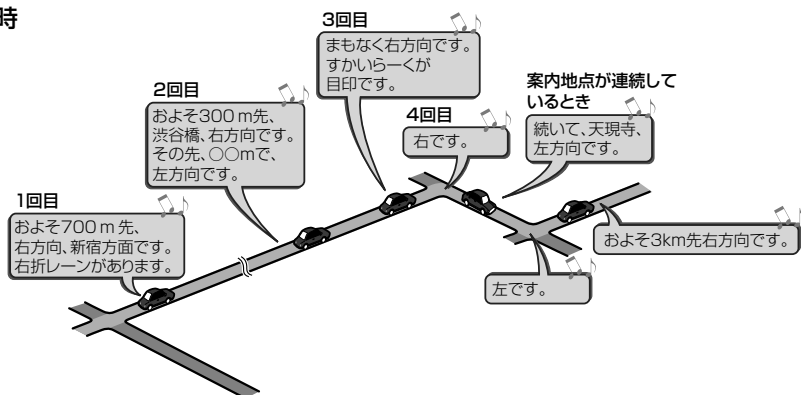 時
1回目
およそ700m先、
右方向、新宿方面です。
右折レーンがあります。
2回目
およそ300m先、
渋谷橋、右方向です。
その先、○○mで、
左方向です。
3回目
まもなく右方向です。
すかいらーくが
目印です。
4回目
右です。
案内地点が連続して
いるとき
続いて、天現寺、
左方向です。
左です。
およそ3km先右方向です。